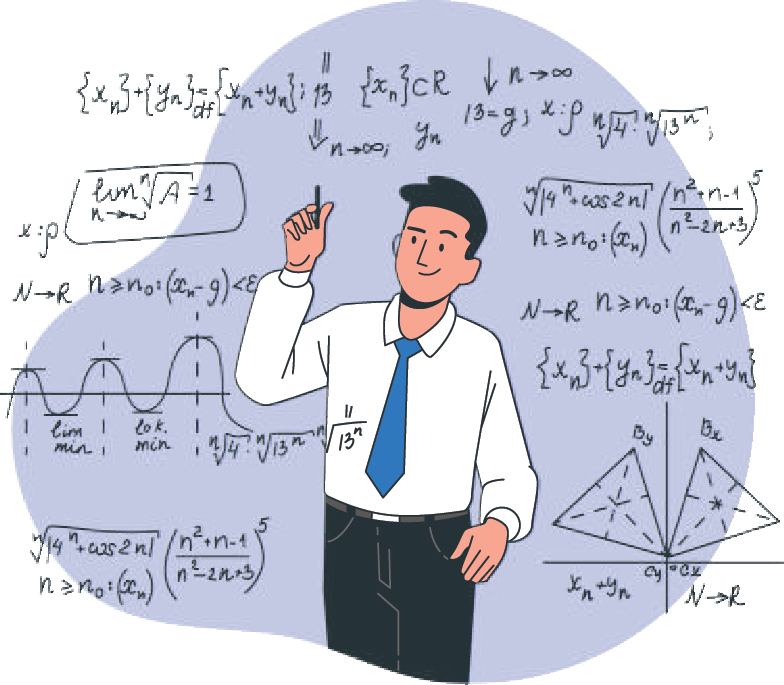 {xₙ}+{yₙ}=df{xₙ+yₙ}; 13 {xₙ}⊂R ↓ n→∞
⇓ n→∞; yₙ 13=g; x:ρ ⁿ√4: ⁿ√13ⁿ;
lim n→∞ ⁿ√A=1
x:ρ
ⁿ√|4ⁿ+cos2n| (n²+n-1/n²-2n+3)⁵
n≥n₀:(xₙ)
N→R n≥n₀:(xₙ-g)<ε
N→R n≥n₀:(xₙ-g)<ε
{xₙ}+{yₙ}=df{xₙ+yₙ}
lim min
lok. min
ⁿ√4: ⁿ√13ⁿ ⁿ√13ⁿ
By Bx
Cy Cx
ⁿ√|4ⁿ+cos2n| (n²+n-1/n²-2n+3)⁵
n≥n₀:(xₙ)
xₙ+yₙ N→R